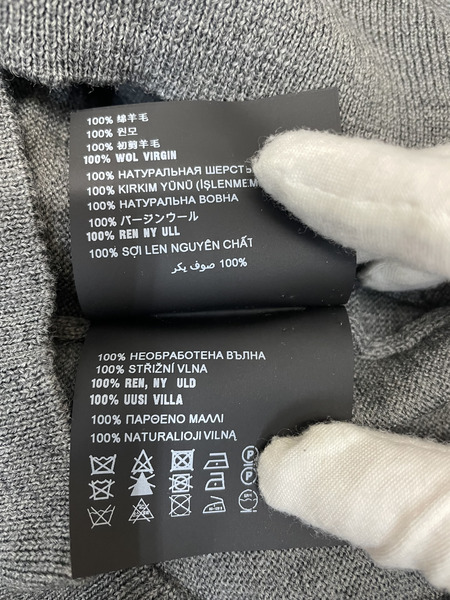 100% 綿羊毛
100% 원모
100% 初剪羊毛
100% WOL VIRGIN
100% НАТУРАЛЬНАЯ ШЕРСТЬ
100% KIRKIM YÜNÜ (İŞLENME.M
100% НАТУРАЛЬНА ВОВНА
100% バージンウール
100% REN NY ULL
100% SỢI LEN NGUYÊN CHẤT
100% صوف بكر
100% НЕОБРАБОТЕНА ВЪЛНА
100% STŘIŽNÍ VLNA
100% REN, NY ULD
100% UUSI VILLA
100% ΠΑΡΘΕΝΟ ΜΑΛΛΙ
100% NATURALIOJI VILNĄ
P
P